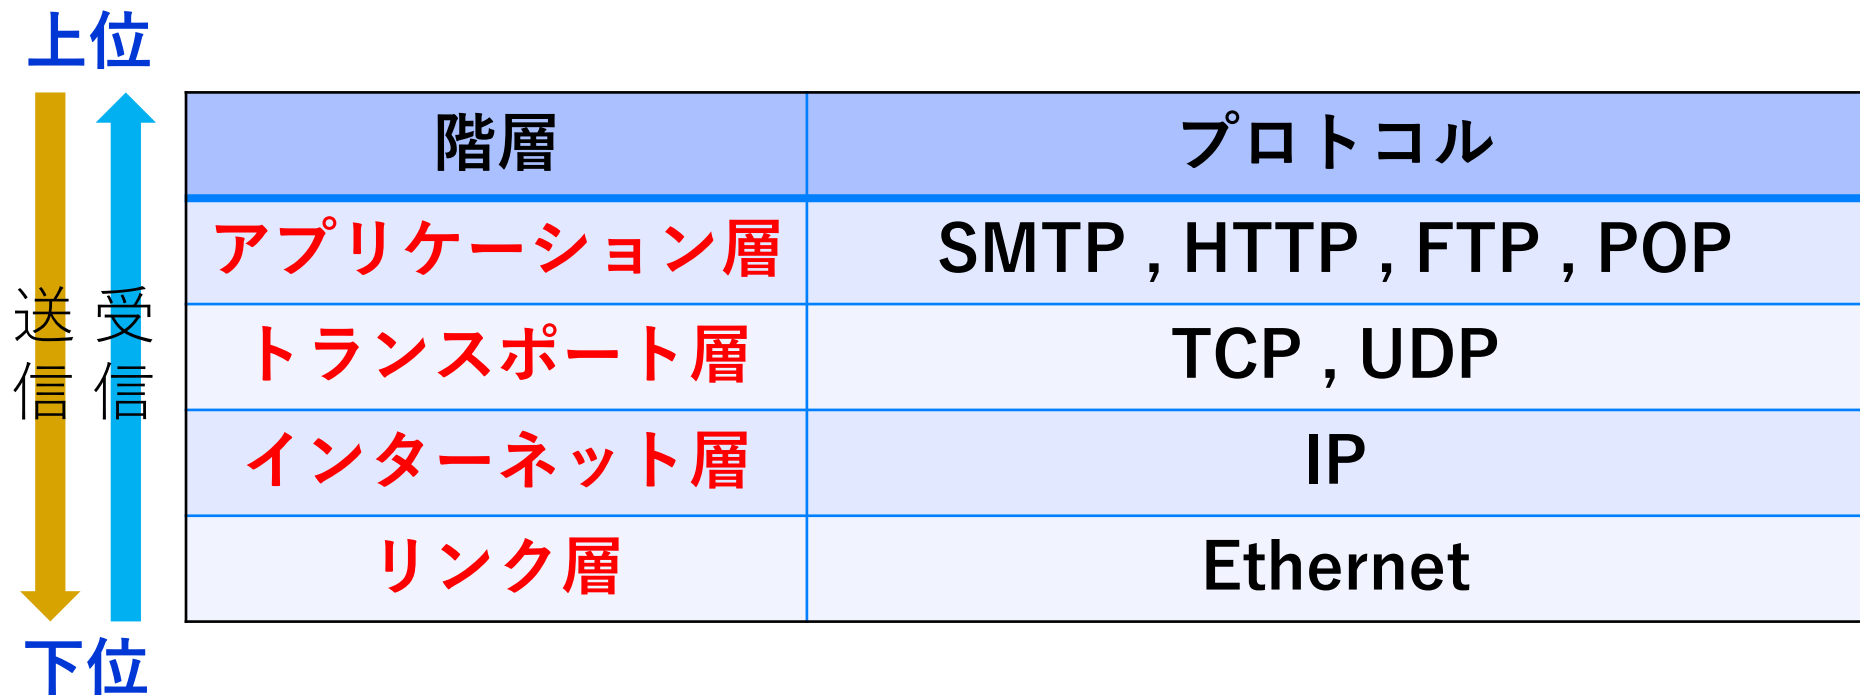 上位
送信
受信
階層 プロトコル
アプリケーション層 SMTP , HTTP , FTP , POP
トランスポート層 TCP , UDP
インターネット層 IP
リンク層 Ethernet
下位